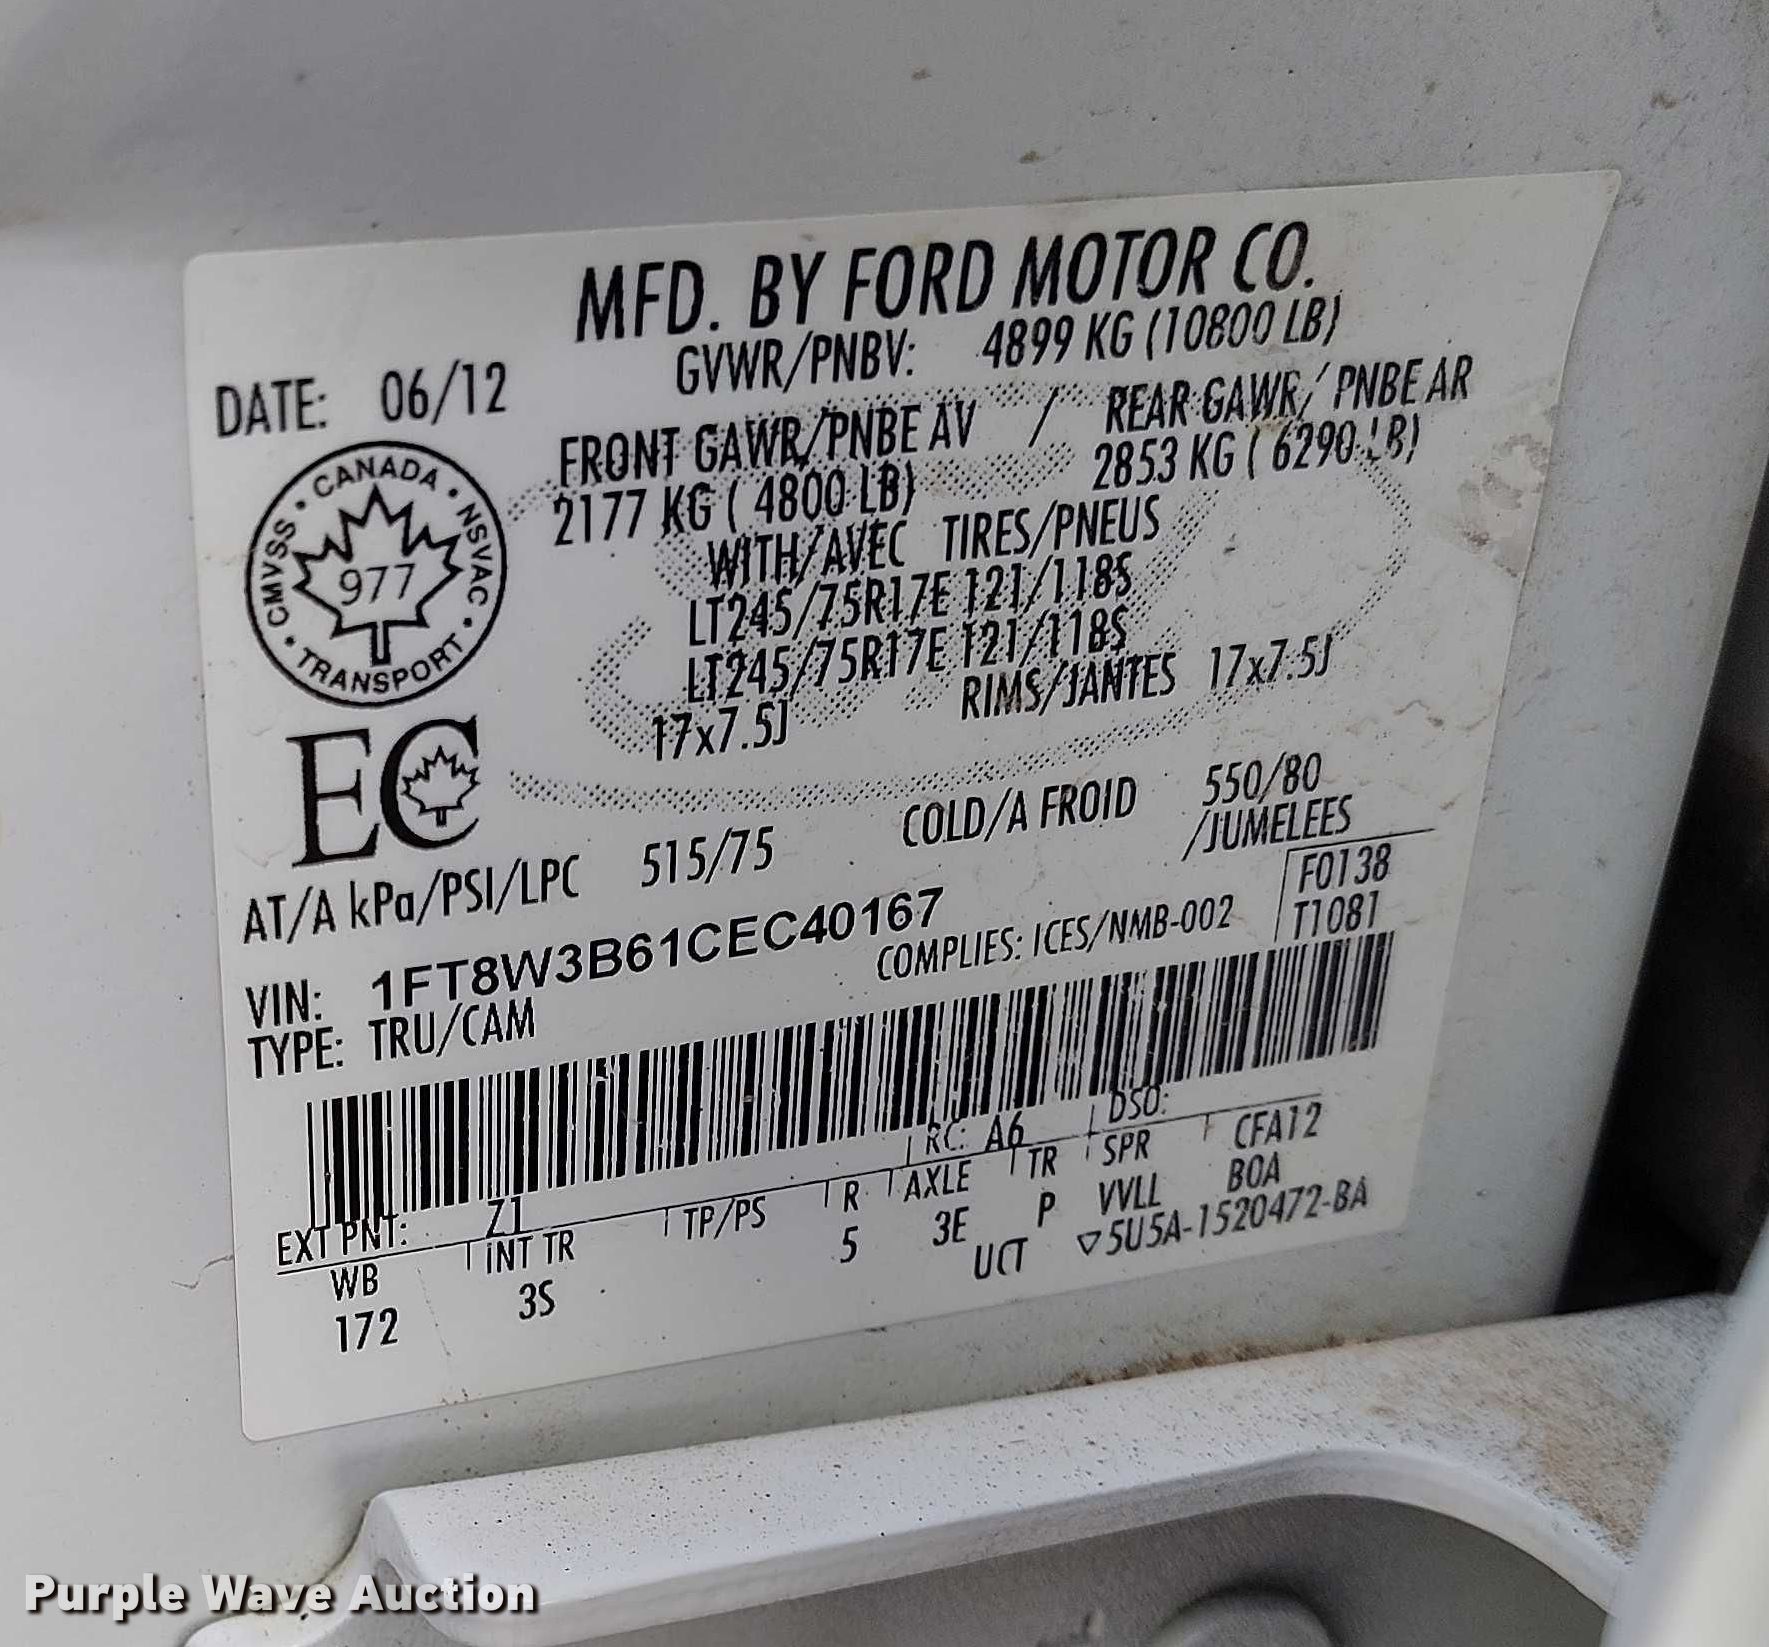 MFD. BY FORD MOTOR CO.
DATE: 06/12
GVWR/PNBV: 4899 KG (10800 LB)
FRONT GAWR/PNBE AV / REAR GAWR/ PNBE AR
2177 KG ( 4800 LB) 2853 KG ( 6290 LB)
WITH/AVEC TIRES/PNEUS
LT245/75R17E 121/118S
LT245/75R17E 121/118S
17x7.5J RIMS/JANTES 17x7.5J
CANADA · NSVAC · TRANSPORT · CMVSS ·
977
EC
AT/A kPa/PSI/LPC 515/75 COLD/A FROID 550/80
/JUMELEES
VIN: 1FT8W3B61CEC40167
COMPLIES: ICES/NMB-002
F0138
T1081
TYPE: TRU/CAM
EXT PNT: Z1 RC: A6 DSO:
WB INT TR TP/PS R AXLE TR SPR CFA12
172 3S 5 3E P VVLL BOA
UCT ▽5U5A-1520472-BA
Purple Wave Auction